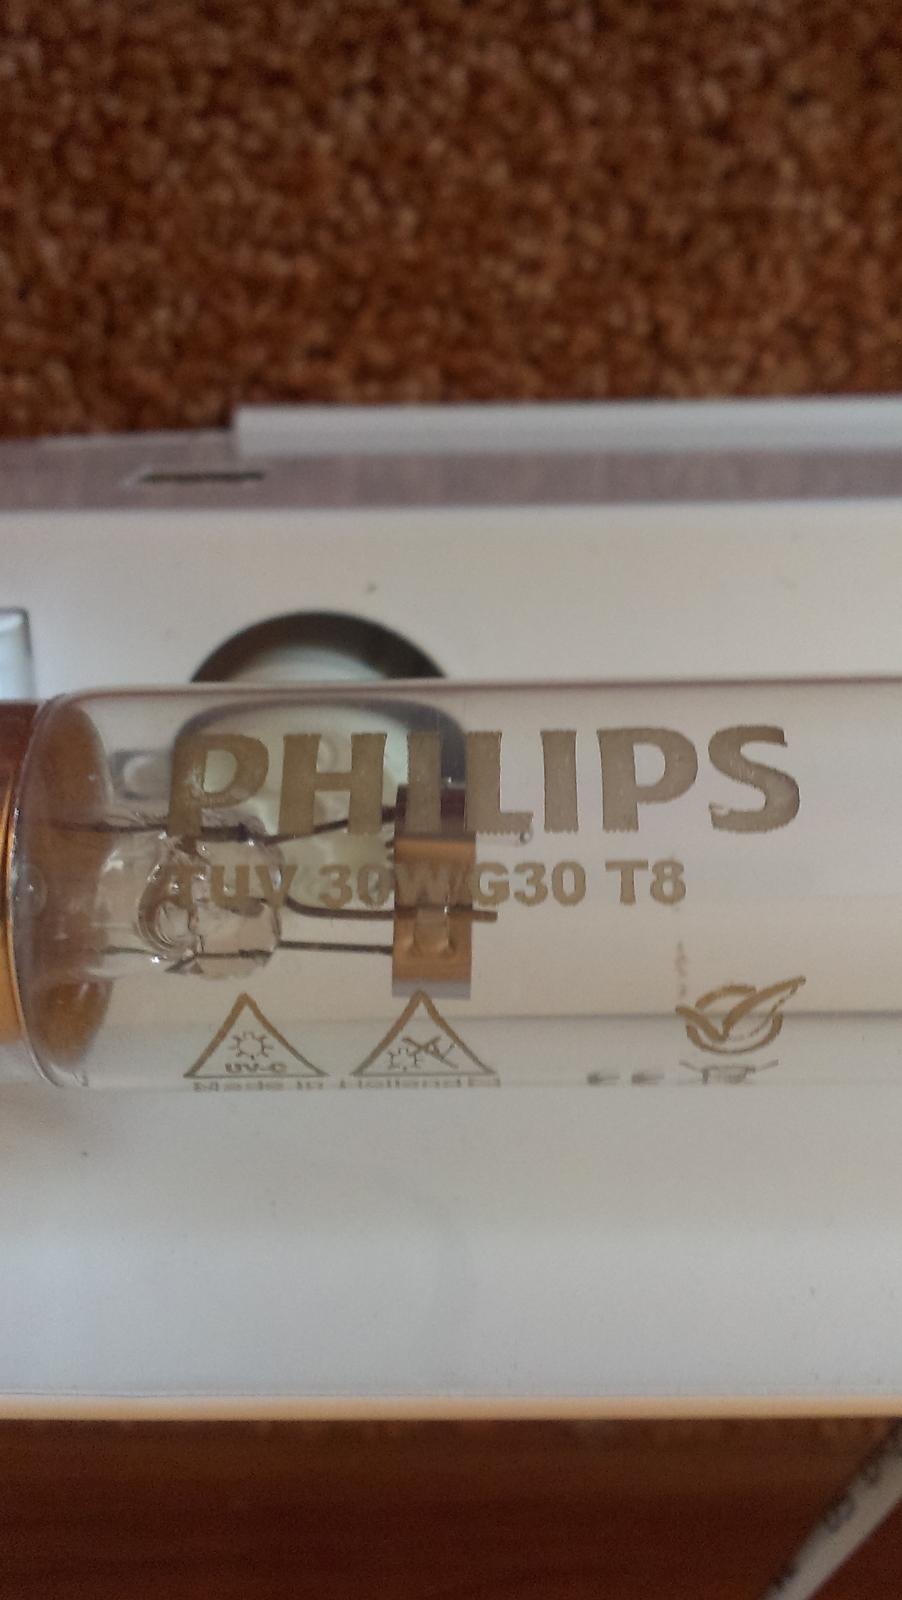 PHILIPS
TUV 30W/G30 T8
UV-C
Made in Holland